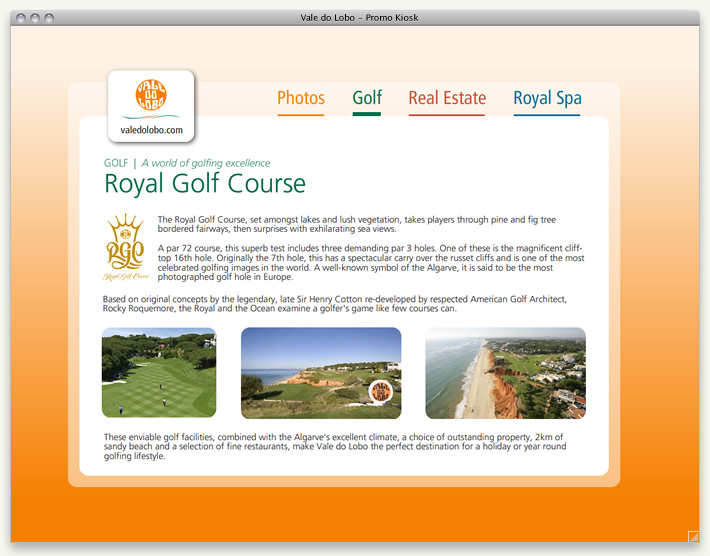 Vale do Lobo – Promo Kiosk
VALE
DO
LOBO
valedolobo.com
Photos Golf Real Estate Royal Spa
GOLF | A world of golfing excellence
Royal Golf Course
RGC
Royal Golf Course
The Royal Golf Course, set amongst lakes and lush vegetation, takes players through pine and fig tree
bordered fairways, then surprises with exhilarating sea views.
A par 72 course, this superb test includes three demanding par 3 holes. One of these is the magnificent cliff-
top 16th hole. Originally the 7th hole, this has a spectacular carry over the russet cliffs and is one of the most
celebrated golfing images in the world. A well-known symbol of the Algarve, it is said to be the most
photographed golf hole in Europe.
Based on original concepts by the legendary, late Sir Henry Cotton re-developed by respected American Golf Architect,
Rocky Roquemore, the Royal and the Ocean examine a golfer's game like few courses can.
VALE
DO
LOBO
These enviable golf facilities, combined with the Algarve's excellent climate, a choice of outstanding property, 2km of
sandy beach and a selection of fine restaurants, make Vale do Lobo the perfect destination for a holiday or year round
golfing lifestyle.